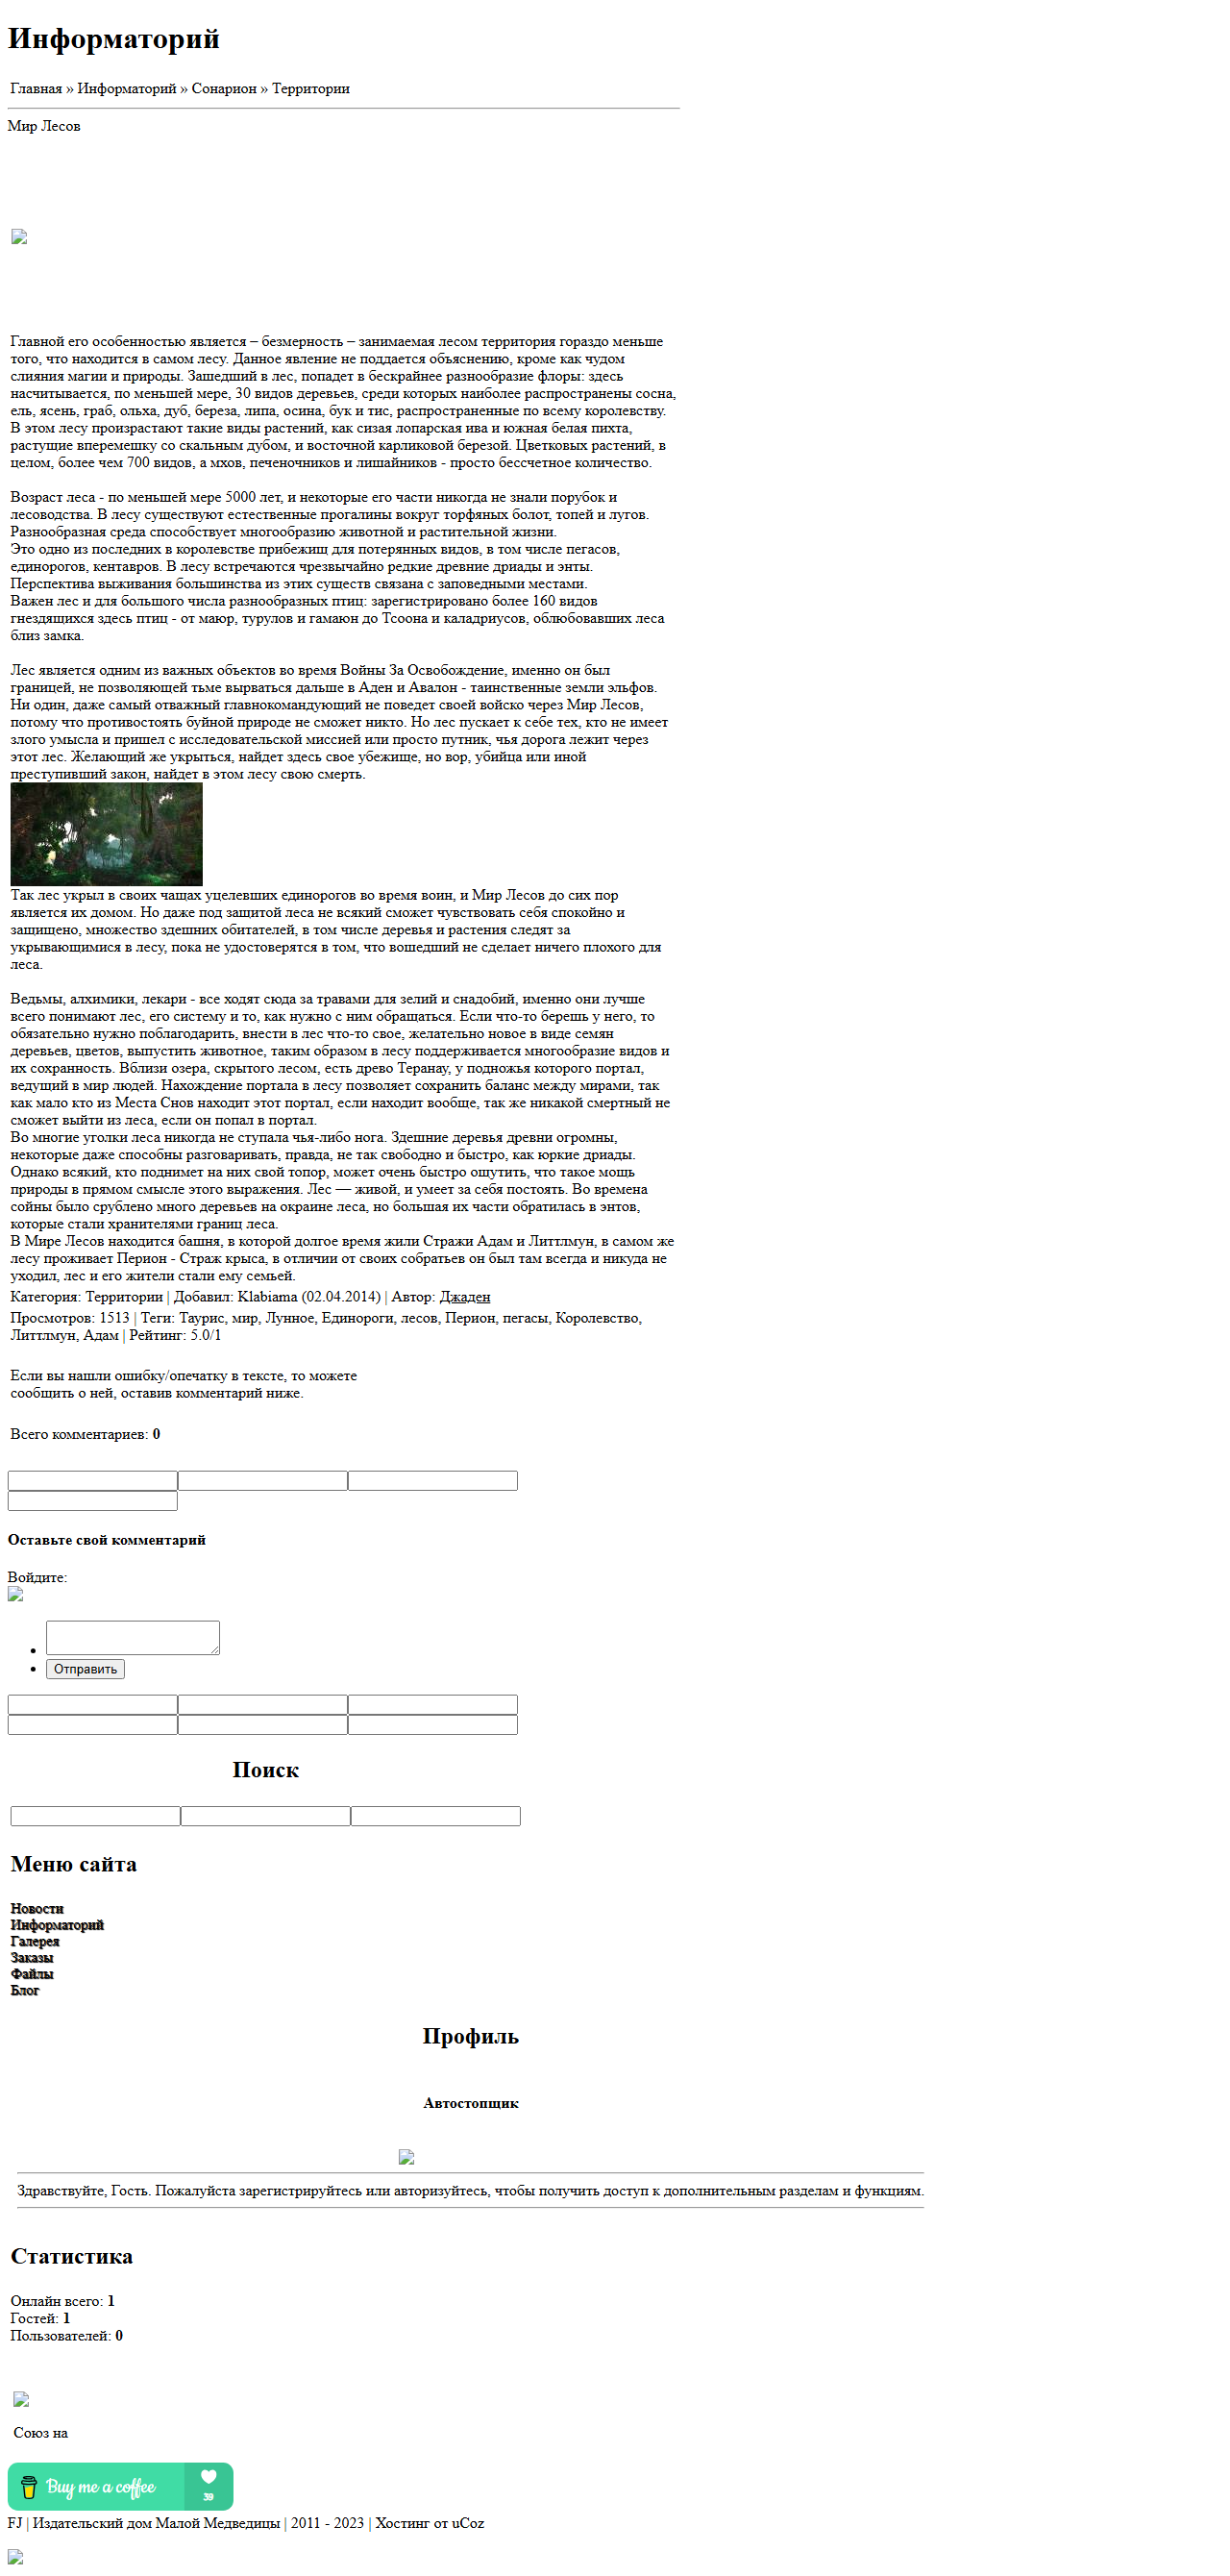 Информаторий
Главная » Информаторий » Сонарион » Территории
Мир Лесов
Главной его особенностью является – безмерность – занимаемая лесом территория гораздо меньше
того, что находится в самом лесу. Данное явление не поддается объяснению, кроме как чудом
слияния магии и природы. Зашедший в лес, попадет в бескрайнее разнообразие флоры: здесь
насчитывается, по меньшей мере, 30 видов деревьев, среди которых наиболее распространены сосна,
ель, ясень, граб, ольха, дуб, береза, липа, осина, бук и тис, распространенные по всему королевству.
В этом лесу произрастают такие виды растений, как сизая лопарская ива и южная белая пихта,
растущие вперемешку со скальным дубом, и восточной карликовой березой. Цветковых растений, в
целом, более чем 700 видов, а мхов, печеночников и лишайников - просто бессчетное количество.
Возраст леса - по меньшей мере 5000 лет, и некоторые его части никогда не знали порубок и
лесоводства. В лесу существуют естественные прогалины вокруг торфяных болот, топей и лугов.
Разнообразная среда способствует многообразию животной и растительной жизни.
Это одно из последних в королевстве прибежищ для потерянных видов, в том числе пегасов,
единорогов, кентавров. В лесу встречаются чрезвычайно редкие древние дриады и энты.
Перспектива выживания большинства из этих существ связана с заповедными местами.
Важен лес и для большого числа разнообразных птиц: зарегистрировано более 160 видов
гнездящихся здесь птиц - от маюр, турулов и гамаюн до Тсоона и каладриусов, облюбовавших леса
близ замка.
Лес является одним из важных объектов во время Войны За Освобождение, именно он был
границей, не позволяющей тьме вырваться дальше в Аден и Авалон - таинственные земли эльфов.
Ни один, даже самый отважный главнокомандующий не поведет своей войско через Мир Лесов,
потому что противостоять буйной природе не сможет никто. Но лес пускает к себе тех, кто не имеет
злого умысла и пришел с исследовательской миссией или просто путник, чья дорога лежит через
этот лес. Желающий же укрыться, найдет здесь свое убежище, но вор, убийца или иной
преступивший закон, найдет в этом лесу свою смерть.
Так лес укрыл в своих чащах уцелевших единорогов во время воин, и Мир Лесов до сих пор
является их домом. Но даже под защитой леса не всякий сможет чувствовать себя спокойно и
защищено, множество здешних обитателей, в том числе деревья и растения следят за
укрывающимися в лесу, пока не удостоверятся в том, что вошедший не сделает ничего плохого для
леса.
Ведьмы, алхимики, лекари - все ходят сюда за травами для зелий и снадобий, именно они лучше
всего понимают лес, его систему и то, как нужно с ним обращаться. Если что-то берешь у него, то
обязательно нужно поблагодарить, внести в лес что-то свое, желательно новое в виде семян
деревьев, цветов, выпустить животное, таким образом в лесу поддерживается многообразие видов и
их сохранность. Вблизи озера, скрытого лесом, есть древо Теранау, у подножья которого портал,
ведущий в мир людей. Нахождение портала в лесу позволяет сохранить баланс между мирами, так
как мало кто из Места Снов находит этот портал, если находит вообще, так же никакой смертный не
сможет выйти из леса, если он попал в портал.
Во многие уголки леса никогда не ступала чья-либо нога. Здешние деревья древни огромны,
некоторые даже способны разговаривать, правда, не так свободно и быстро, как юркие дриады.
Однако всякий, кто поднимет на них свой топор, может очень быстро ощутить, что такое мощь
природы в прямом смысле этого выражения. Лес — живой, и умеет за себя постоять. Во времена
сойны было срублено много деревьев на окраине леса, но большая их части обратилась в энтов,
которые стали хранителями границ леса.
В Мире Лесов находится башня, в которой долгое время жили Стражи Адам и Литтлмун, в самом же
лесу проживает Перион - Страж крыса, в отличии от своих собратьев он был там всегда и никуда не
уходил, лес и его жители стали ему семьей.
Категория: Территории | Добавил: Klabiama (02.04.2014) | Автор: Джаден
Просмотров: 1513 | Теги: Таурис, мир, Лунное, Единороги, лесов, Перион, пегасы, Королевство,
Литтлмун, Адам | Рейтинг: 5.0/1
Если вы нашли ошибку/опечатку в тексте, то можете
сообщить о ней, оставив комментарий ниже.
Всего комментариев: 0
Оставьте свой комментарий
Войдите:
Отправить
Поиск
Меню сайта
Новости
Информаторий
Галерея
Заказы
Файлы
Блог
Профиль
Автостопщик
Здравствуйте, Гость. Пожалуйста зарегистрируйтесь или авторизуйтесь, чтобы получить доступ к дополнительным разделам и функциям.
Статистика
Онлайн всего: 1
Гостей: 1
Пользователей: 0
Союз на
Buy me a coffee
39
FJ | Издательский дом Малой Медведицы | 2011 - 2023 | Хостинг от uCoz